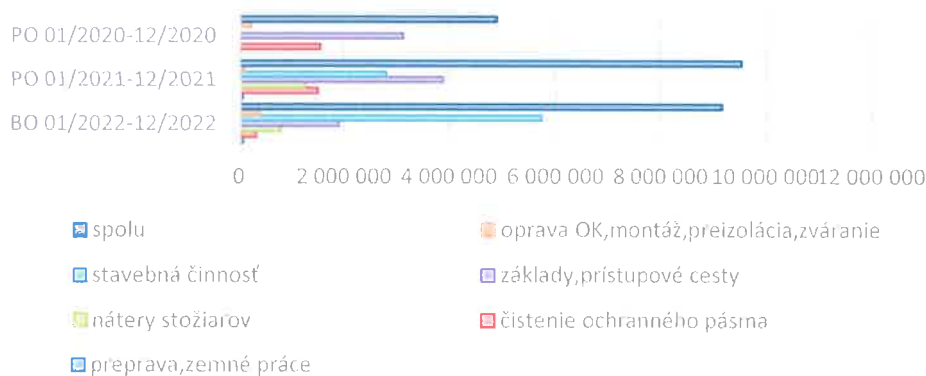 PO 01/2020-12/2020
PO 01/2021-12/2021
BO 01/2022-12/2022
0 2 000 000 4 000 000 6 000 000 8 000 000 10 000 000 12 000 000
spolu
oprava OK,montáž,preizolácia,zváranie
stavebná činnosť
základy,prístupové cesty
nátery stožiarov
čistenie ochranného pásma
preprava,zemné práce